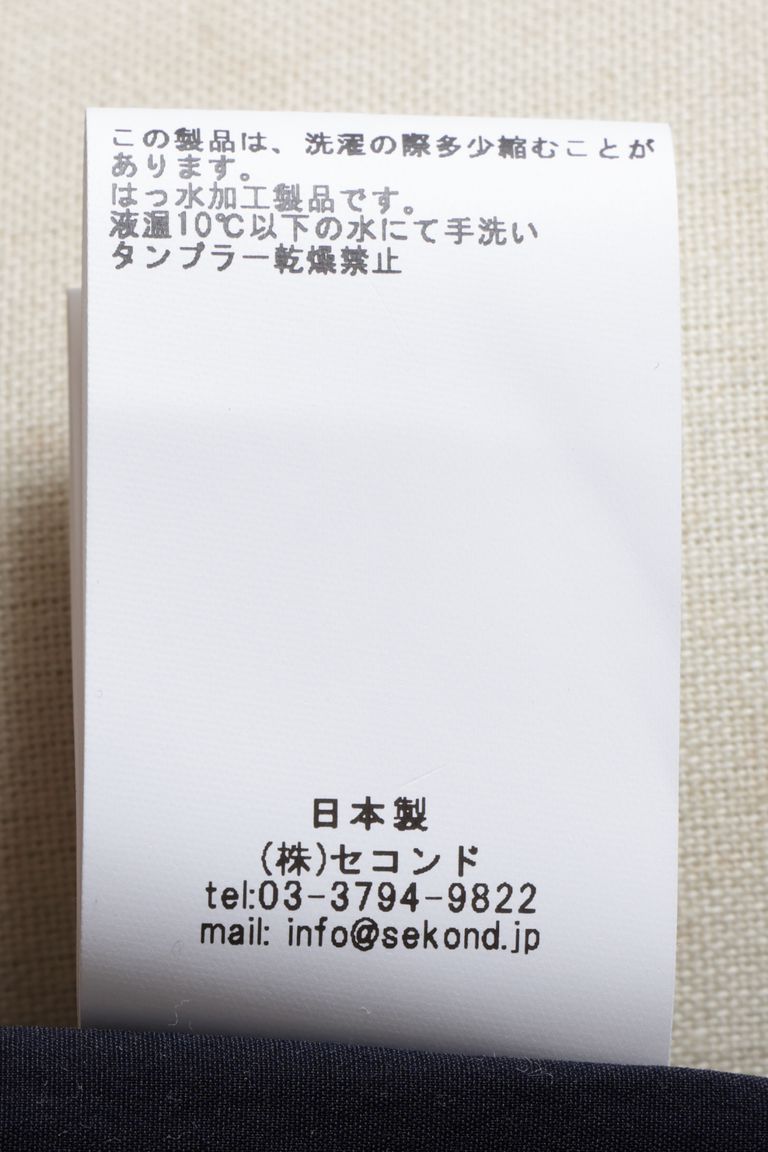 この製品は、洗濯の際多少縮むことが
あります。
はっ水加工製品です。
液温10℃以下の水にて手洗い
タンブラー乾燥禁止
日本製
(株)セコンド
tel:03-3794-9822
mail: info@sekond.jp